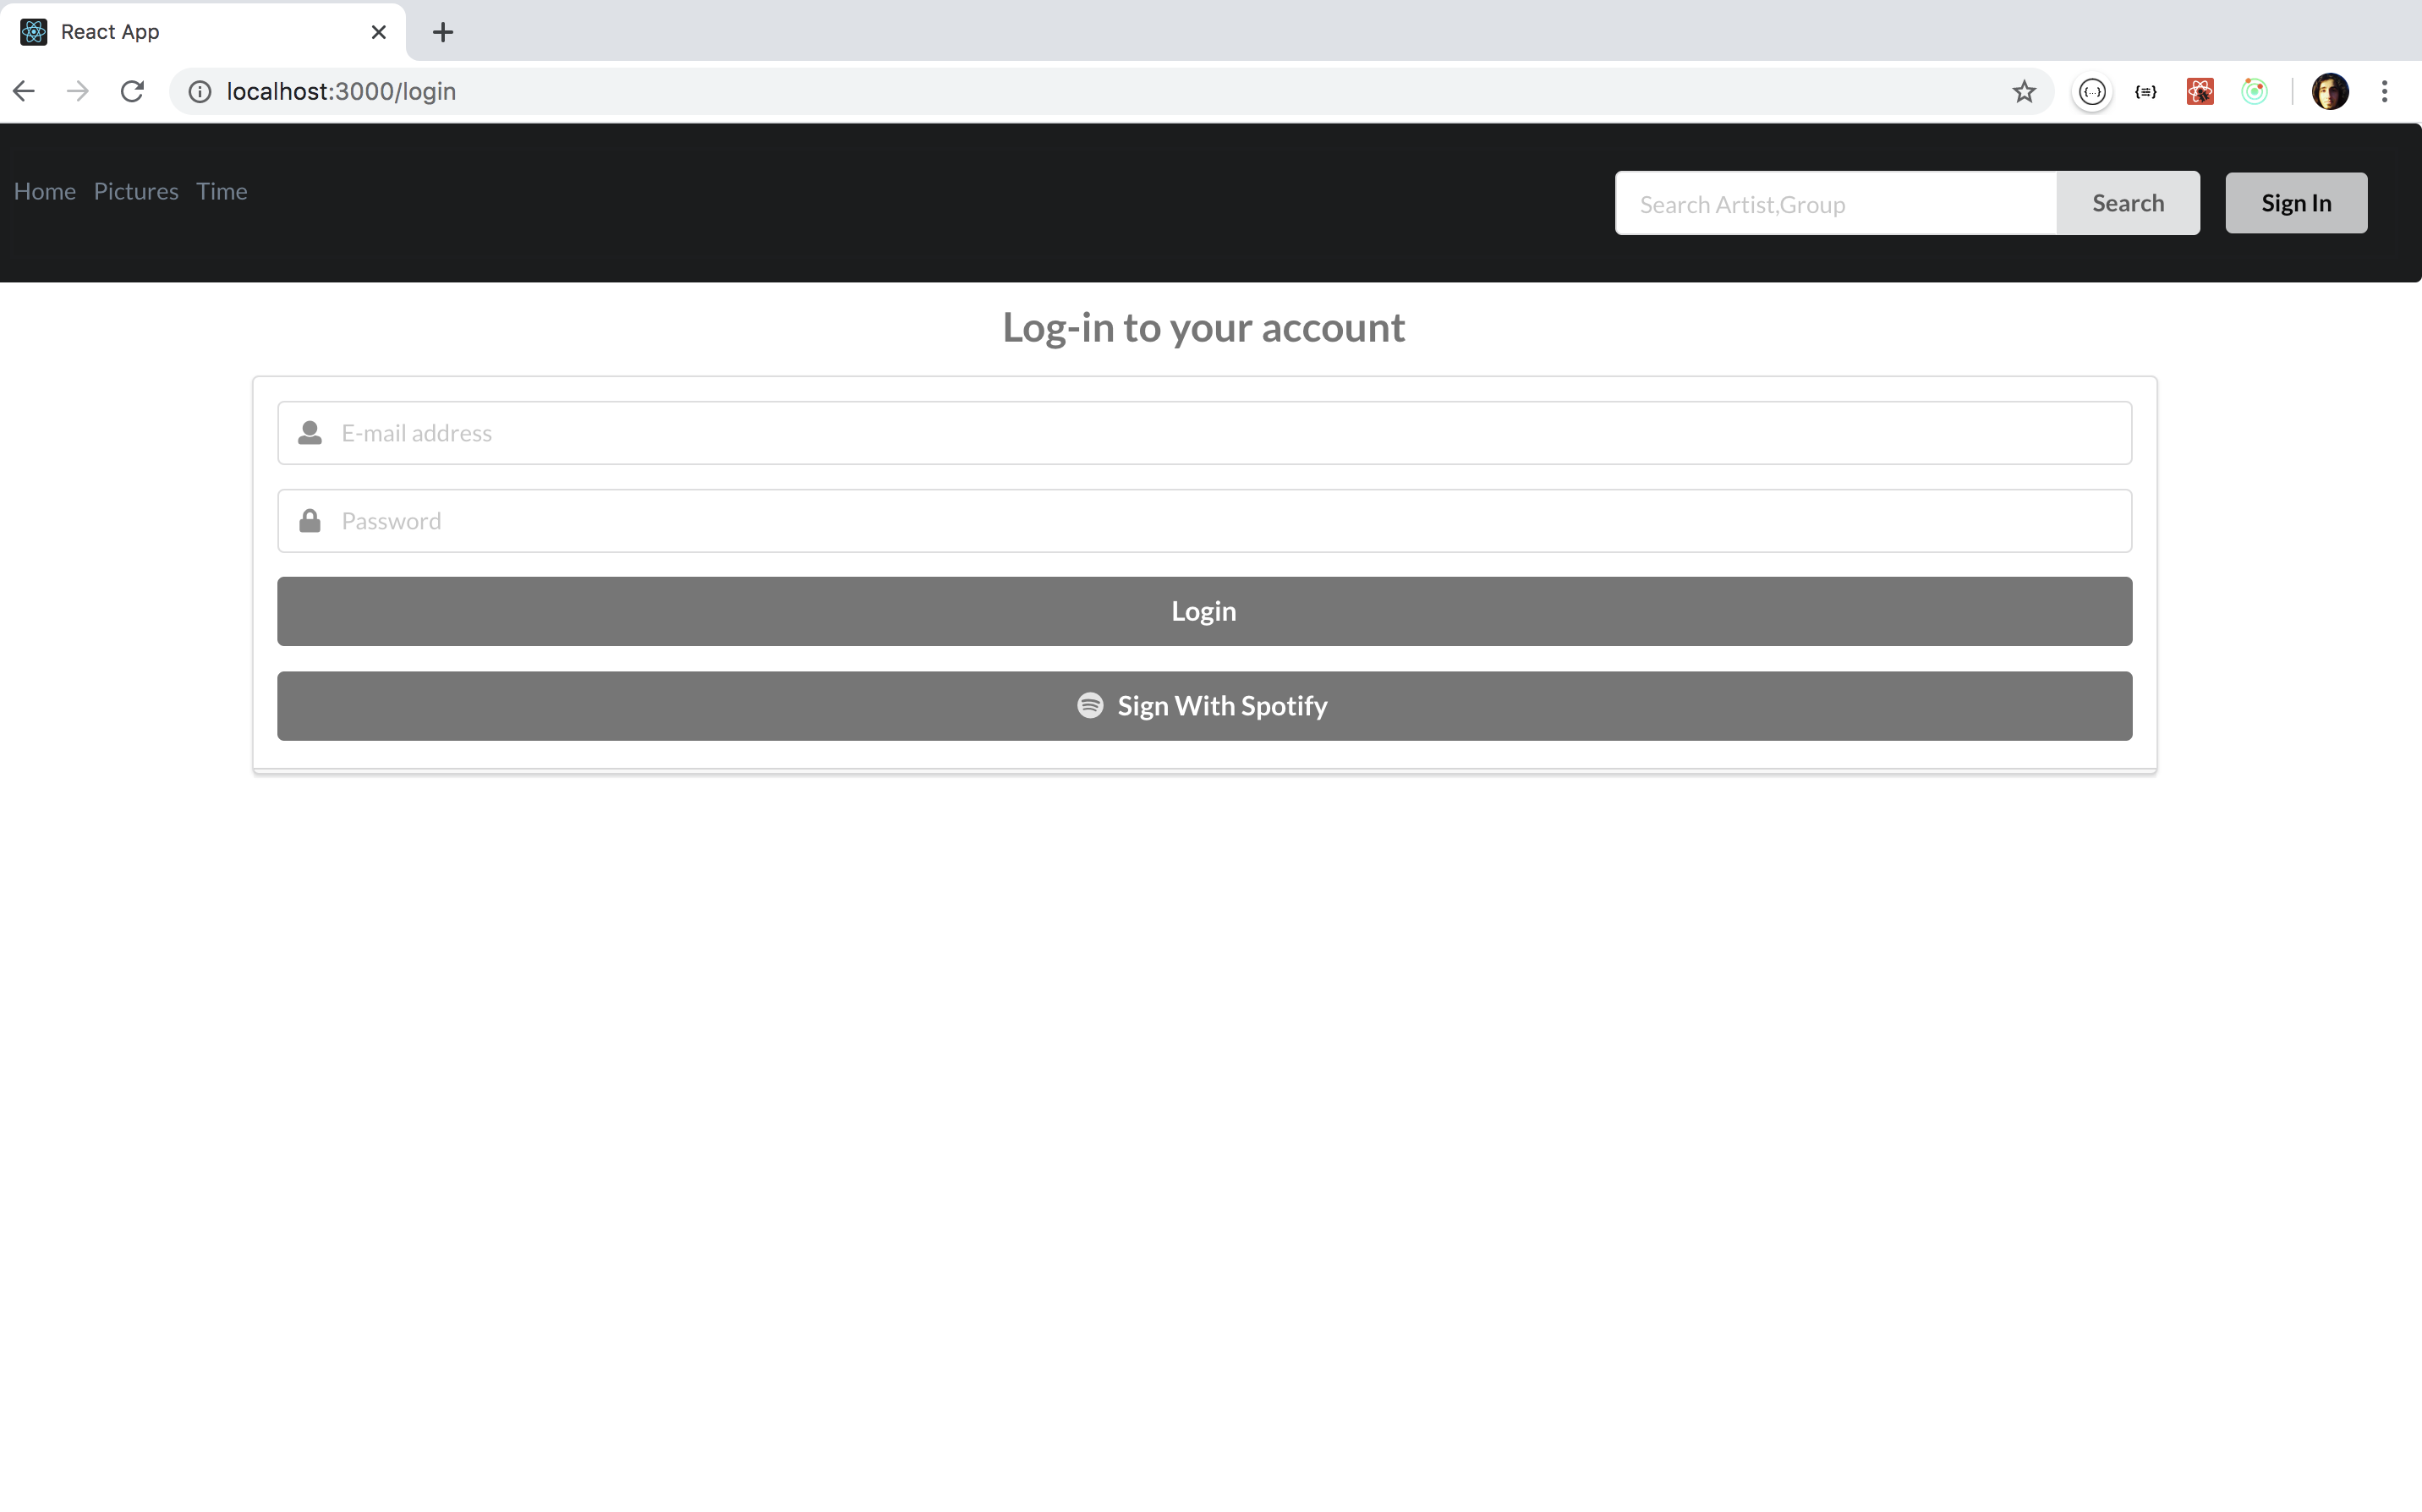 React App
localhost:3000/login
Home Pictures Time
Search Artist,Group Search Sign In
Log-in to your account
E-mail address
Password
Login
Sign With Spotify